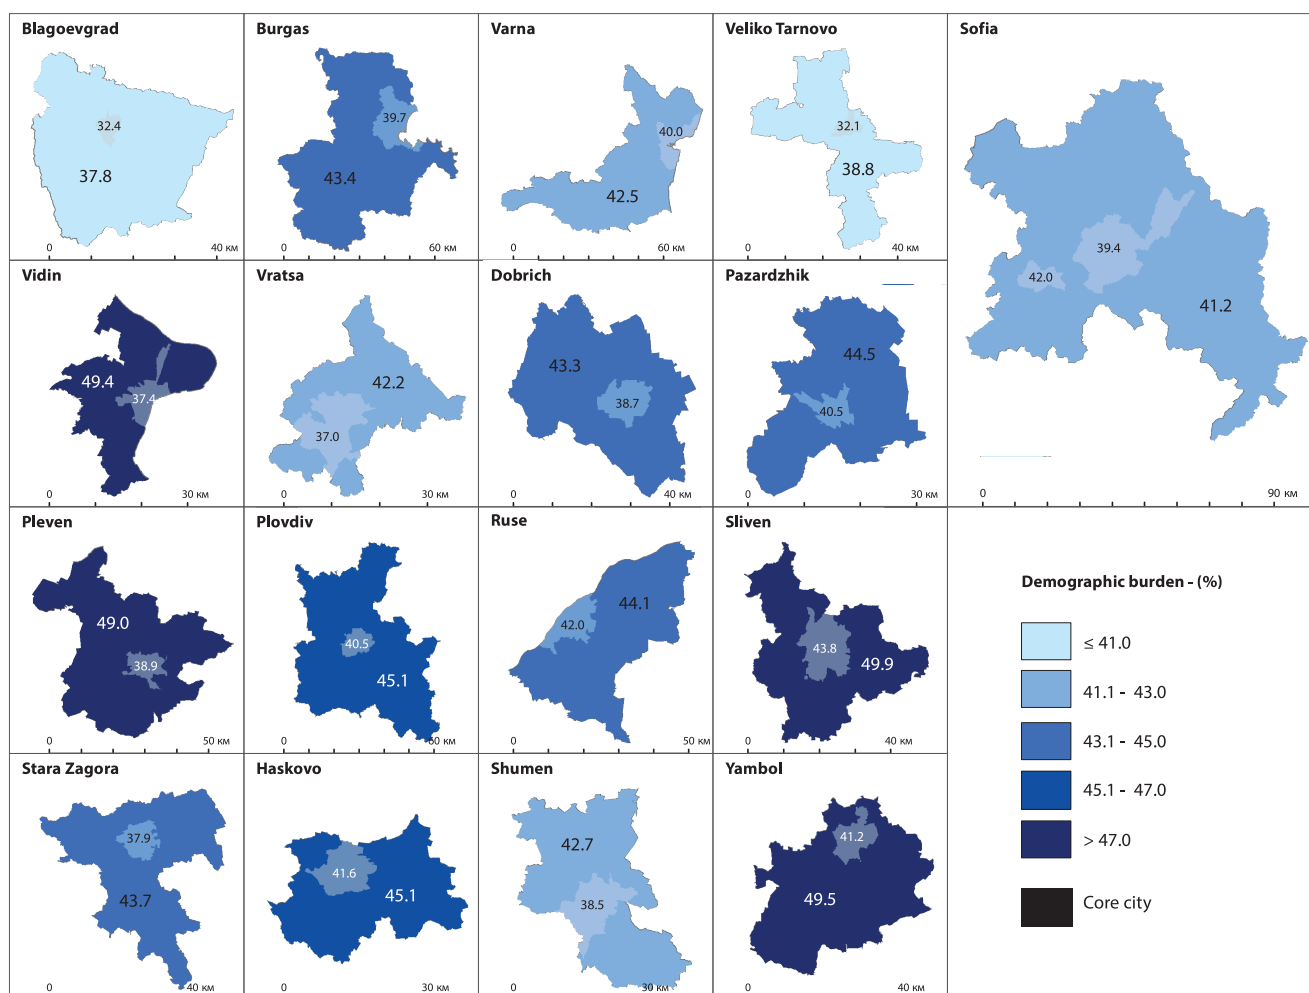 Blagoevgrad
32.4
37.8
0 40 км
Burgas
39.7
43.4
0 60 км
Varna
40.0
42.5
0 60 км
Veliko Tarnovo
32.1
38.8
0 40 км
Sofia
39.4
42.0
41.2
0 90 км
Vidin
49.4
37.4
0 30 км
Vratsa
42.2
37.0
0 30 км
Dobrich
43.3
38.7
0 40 км
Pazardzhik
44.5
40.5
0 30 км
Pleven
49.0
38.9
0 50 км
Plovdiv
40.5
45.1
0 60 км
Ruse
44.1
42.0
0 50 км
Sliven
43.8
49.9
0 40 км
Demographic burden - (%)
≤ 41.0
41.1 - 43.0
43.1 - 45.0
45.1 - 47.0
> 47.0
Core city
Stara Zagora
37.9
43.7
0 40 км
Haskovo
41.6
45.1
0 30 км
Shumen
42.7
38.5
0 30 км
Yambol
41.2
49.5
0 40 км